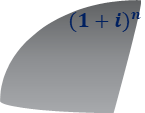 (1 + i)ⁿ